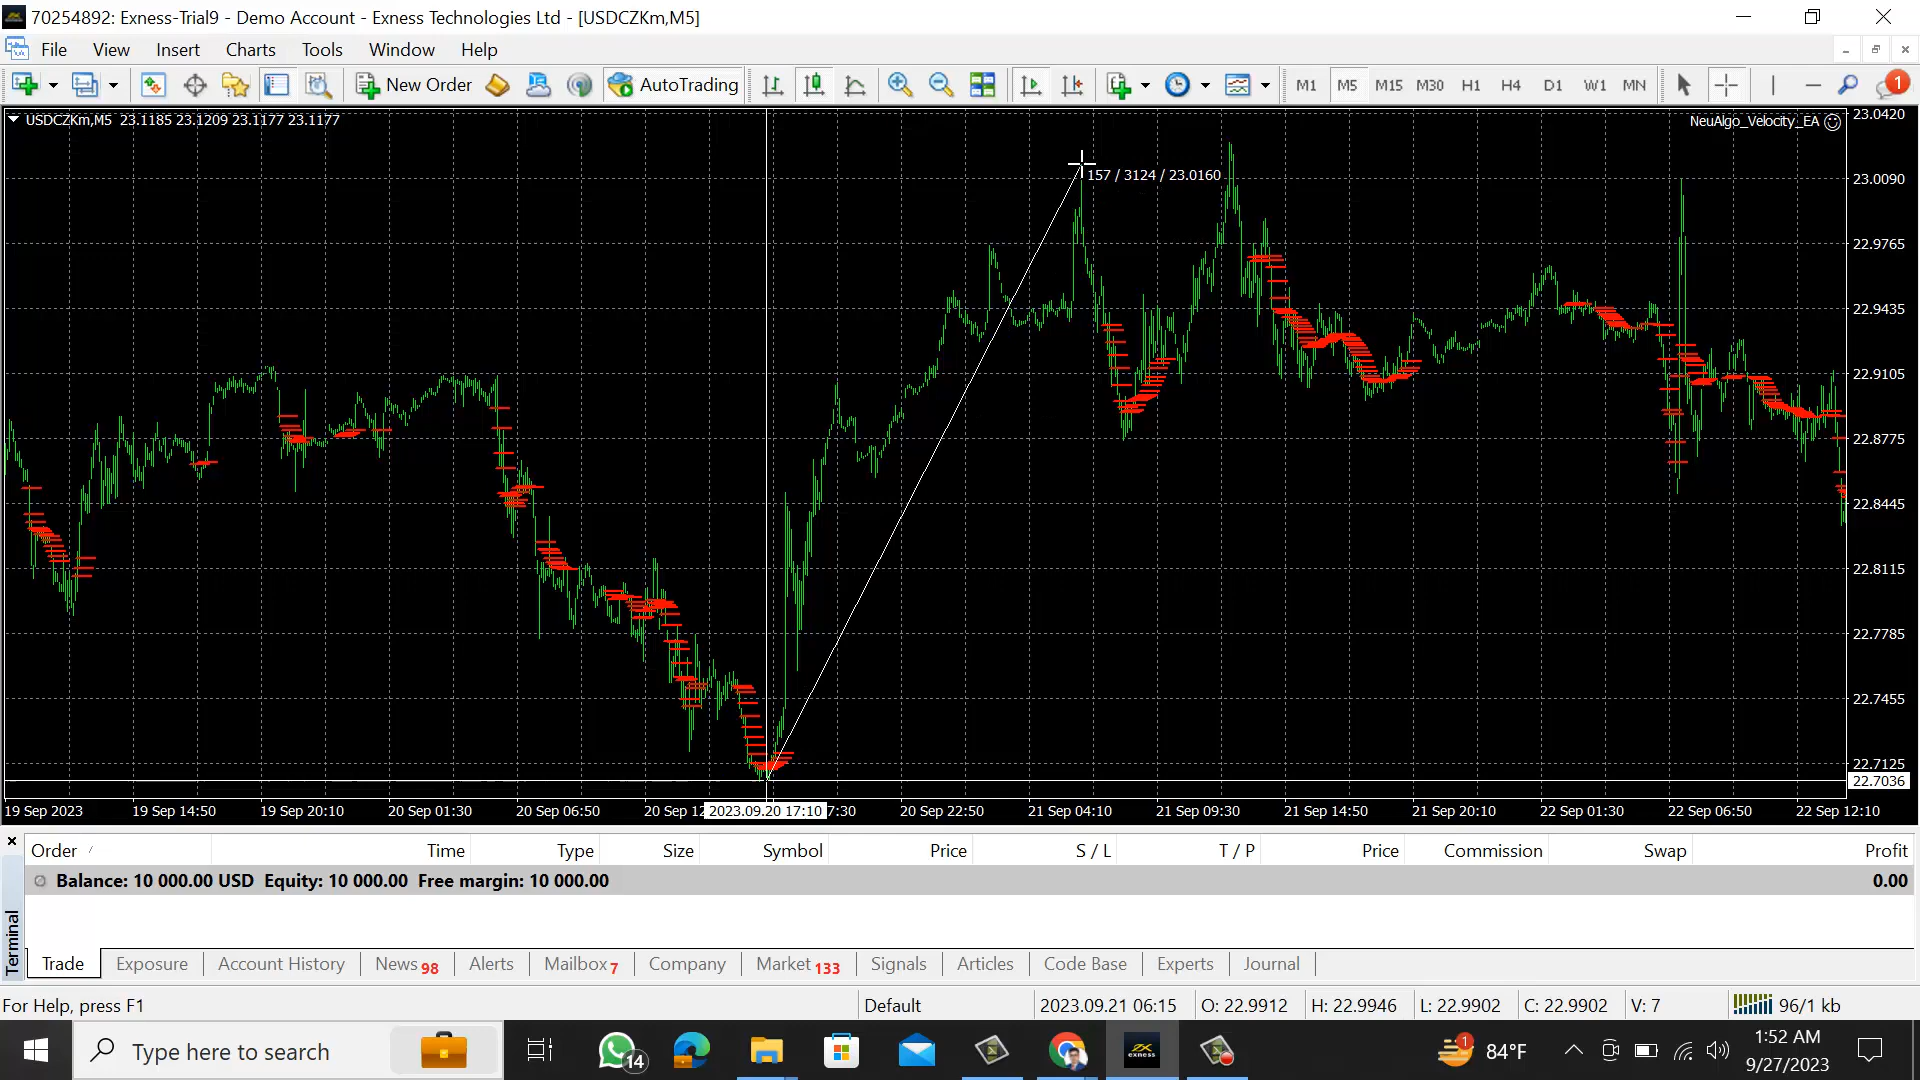 70254892: Exness-Trial9 - Demo Account - Exness Technologies Ltd - [USDCZKm,M5]
File View Insert Charts Tools Window Help
New Order AutoTrading M1 M5 M15 M30 H1 H4 D1 W1 MN 1
USDCZKm,M5 23.1185 23.1209 23.1177 23.1177
NeuAlgo_Velocity_EA
157 / 3124 / 23.0160
23.0420
23.0090
22.9765
22.9435
22.9105
22.8775
22.8445
22.8115
22.7785
22.7455
22.7125
22.7036
19 Sep 2023 19 Sep 14:50 19 Sep 20:10 20 Sep 01:30 20 Sep 06:50 20 Sep 12 2023.09.20 17:10 7:30 20 Sep 22:50 21 Sep 04:10 21 Sep 09:30 21 Sep 14:50 21 Sep 20:10 22 Sep 01:30 22 Sep 06:50 22 Sep 12:10
Order / Time Type Size Symbol Price S / L T / P Price Commission Swap Profit
Balance: 10 000.00 USD Equity: 10 000.00 Free margin: 10 000.00 0.00
Terminal
Trade Exposure Account History News 98 Alerts Mailbox 7 Company Market 133 Signals Articles Code Base Experts Journal
For Help, press F1 Default 2023.09.21 06:15 O: 22.9912 H: 22.9946 L: 22.9902 C: 22.9902 V: 7 96/1 kb
Type here to search 14 exness 1 84°F 1:52 AM
9/27/2023